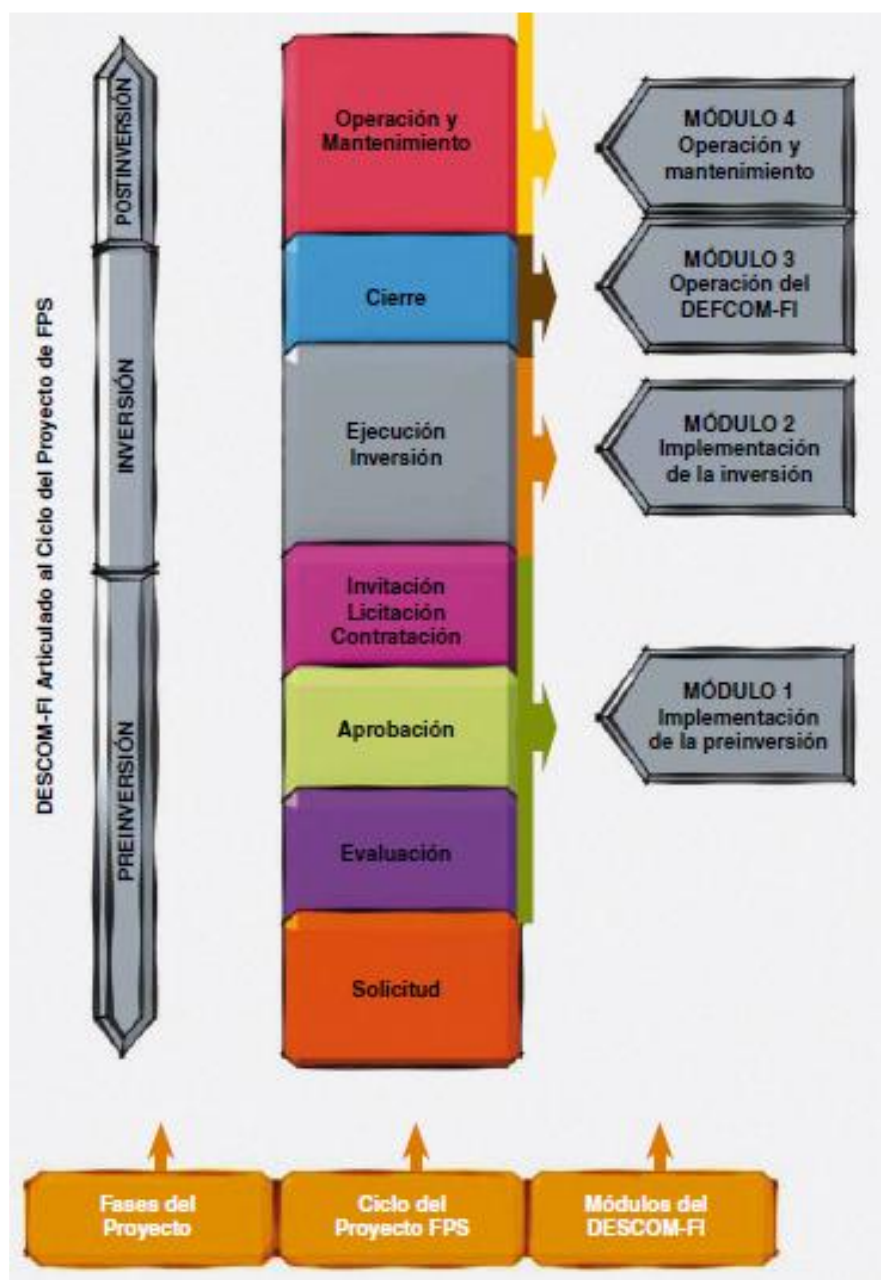 DESCOM-FI Articulado al Ciclo del Proyecto de FPS
POSTINVERSIÓN
INVERSIÓN
PREINVERSIÓN
Operación y
Mantenimiento
Cierre
Ejecución
Inversión
Invitación
Licitación
Contratación
Aprobación
Evaluación
Solicitud
MÓDULO 4
Operación y
mantenimiento
MÓDULO 3
Operación del
DEFCOM-FI
MÓDULO 2
Implementación
de la inversión
MÓDULO 1
Implementación
de la preinversión
Fases del
Proyecto
Ciclo del
Proyecto FPS
Módulos del
DESCOM-FI